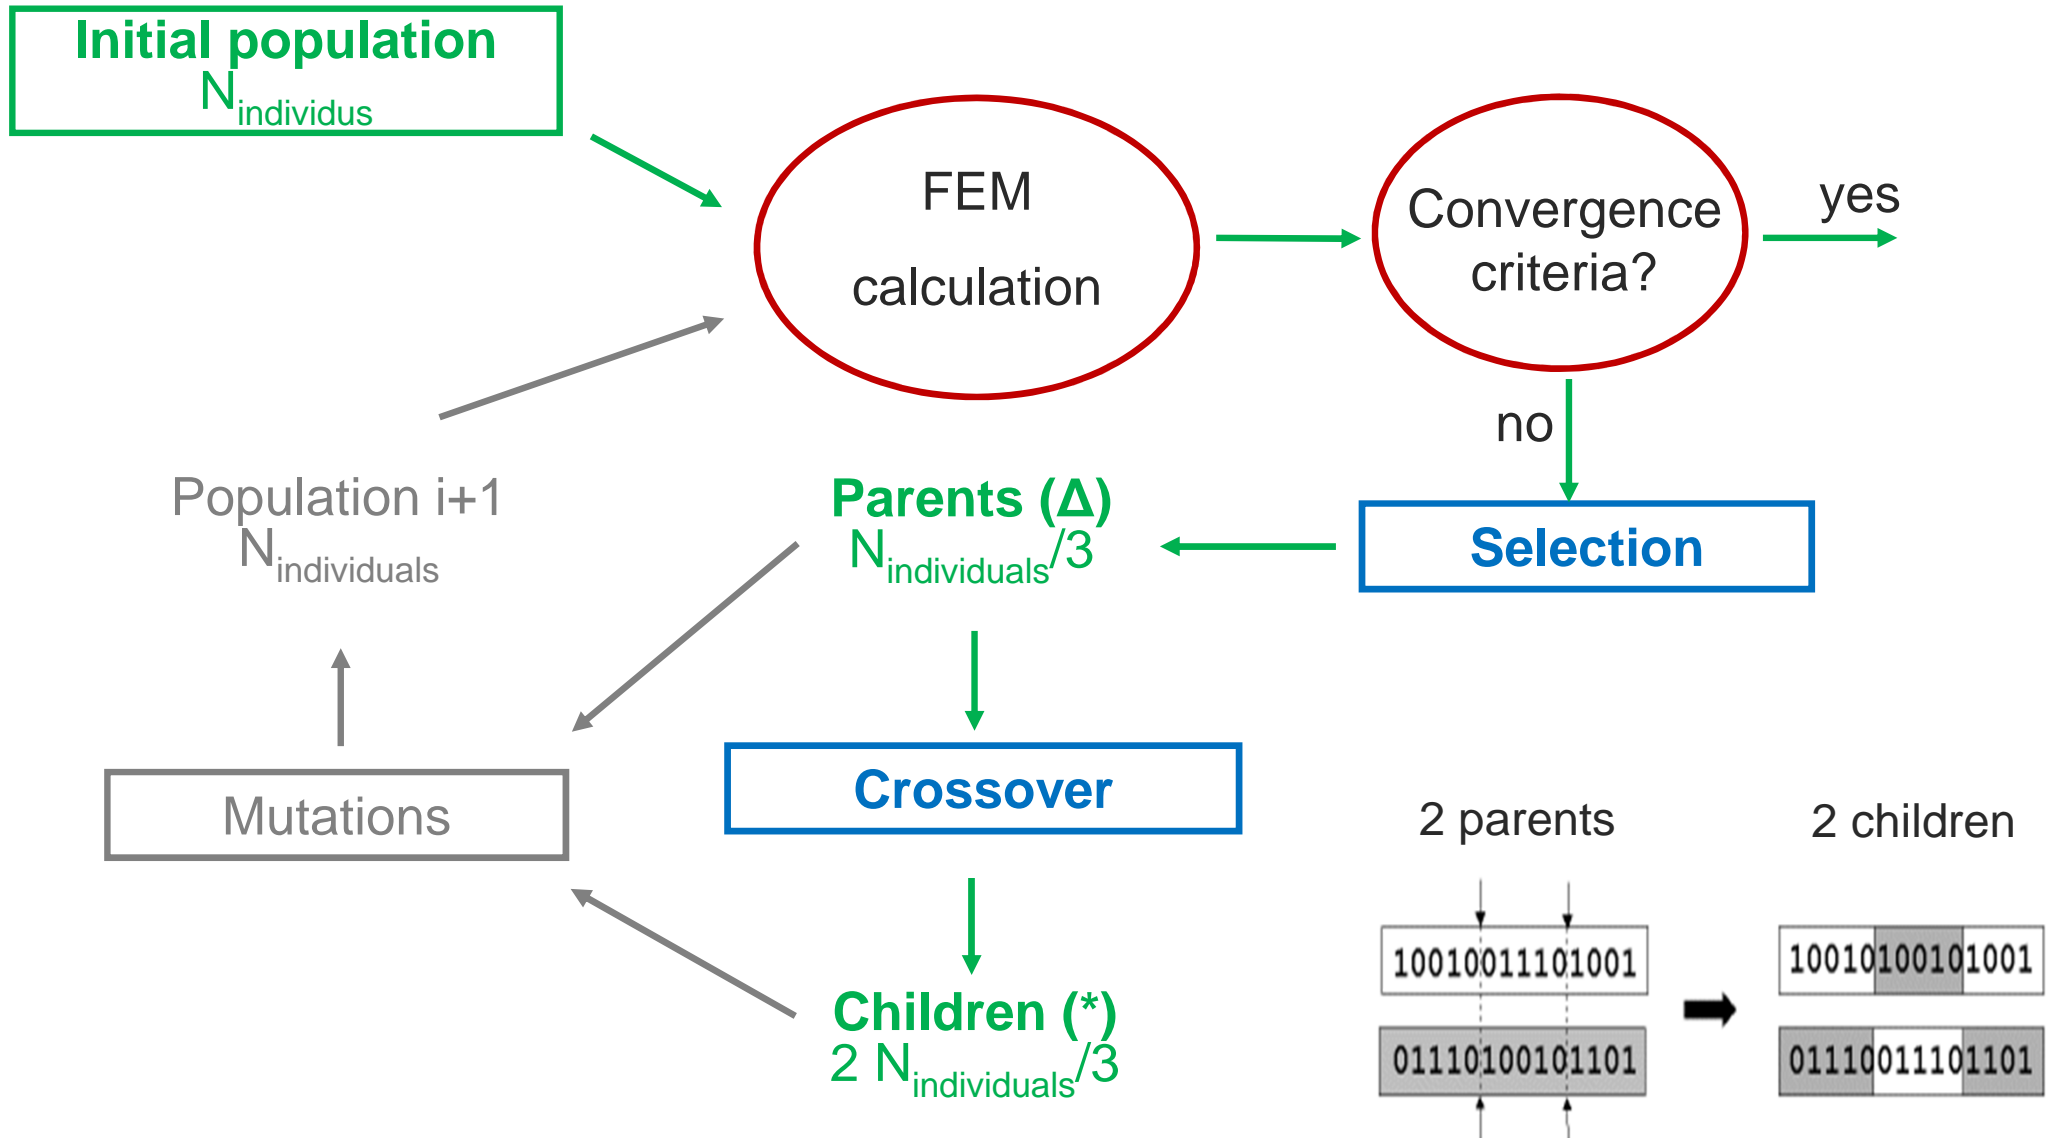 Initial population
Nindividus
FEM
calculation
Convergence
criteria?
yes
no
Population i+1
Nindividuals
Parents (Δ)
Nindividuals/3
Selection
Mutations
Crossover
Children (*)
2 Nindividuals/3
2 parents
2 children
10010011101001
10010100101001
01110100101101
01110011101101